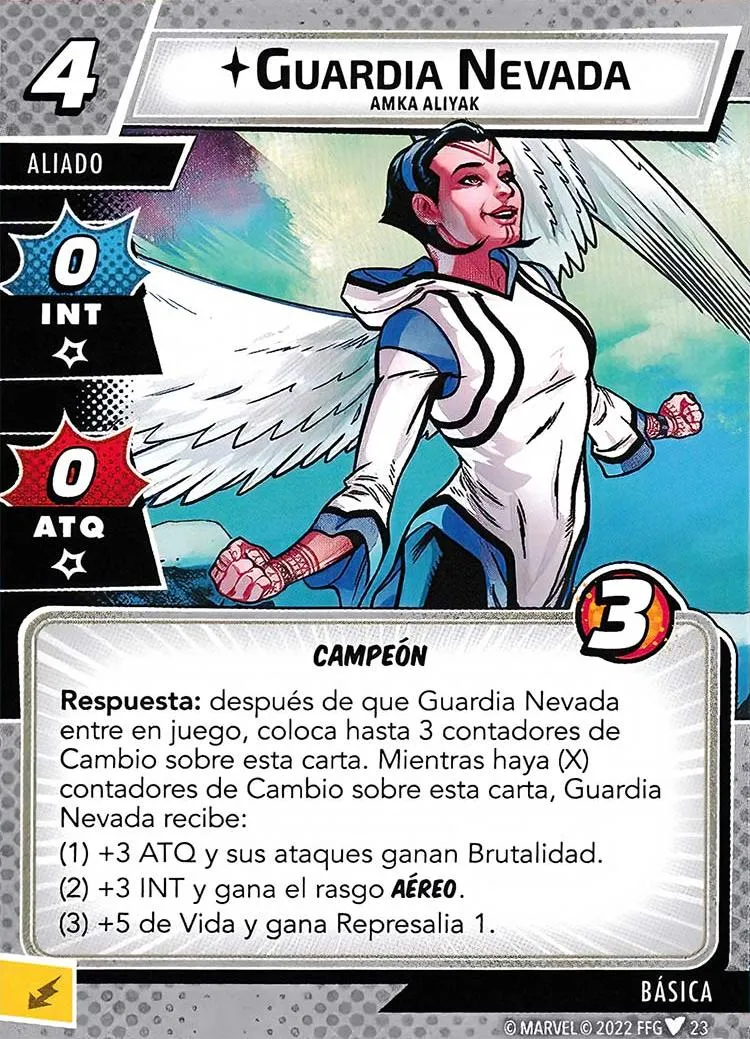 4
GUARDIA NEVADA
AMKA ALIYAK
ALIADO
0
INT
0
ATQ
3
CAMPEÓN
Respuesta: después de que Guardia Nevada
entre en juego, coloca hasta 3 contadores de
Cambio sobre esta carta. Mientras haya (X)
contadores de Cambio sobre esta carta, Guardia
Nevada recibe:
(1) +3 ATQ y sus ataques ganan Brutalidad.
(2) +3 INT y gana el rasgo AÉREO.
(3) +5 de Vida y gana Represalia 1.
BÁSICA
© MARVEL © 2022 FFG 23